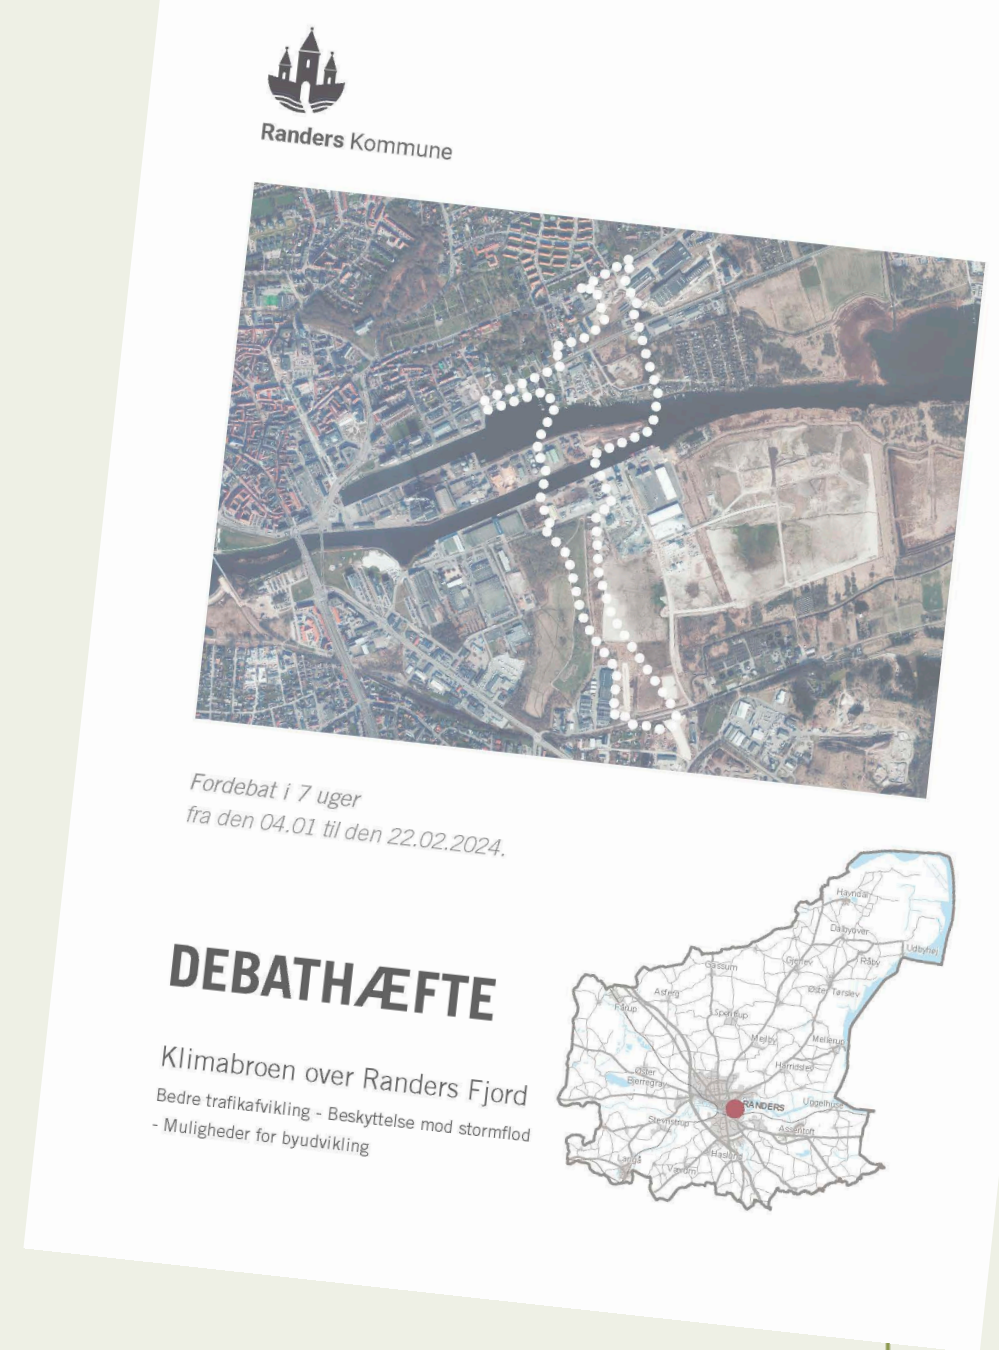 Randers Kommune
Fordebat i 7 uger
fra den 04.01 til den 22.02.2024.
DEBATHÆFTE
Klimabroen over Randers Fjord
Bedre trafikafvikling - Beskyttelse mod stormflod
- Muligheder for byudvikling
Havndal
Dalbyover
Udbyhøj
Gjerlev
Råby
Gassum
Øster Tørslev
Asferg
Fårup
Spentrup
Mejlby
Mellerup
Harridslev
Øster
Bjerregrav
RANDERS
Uggelhuse
Stevnstrup
Assentoft
Haslund
Langå
Værum